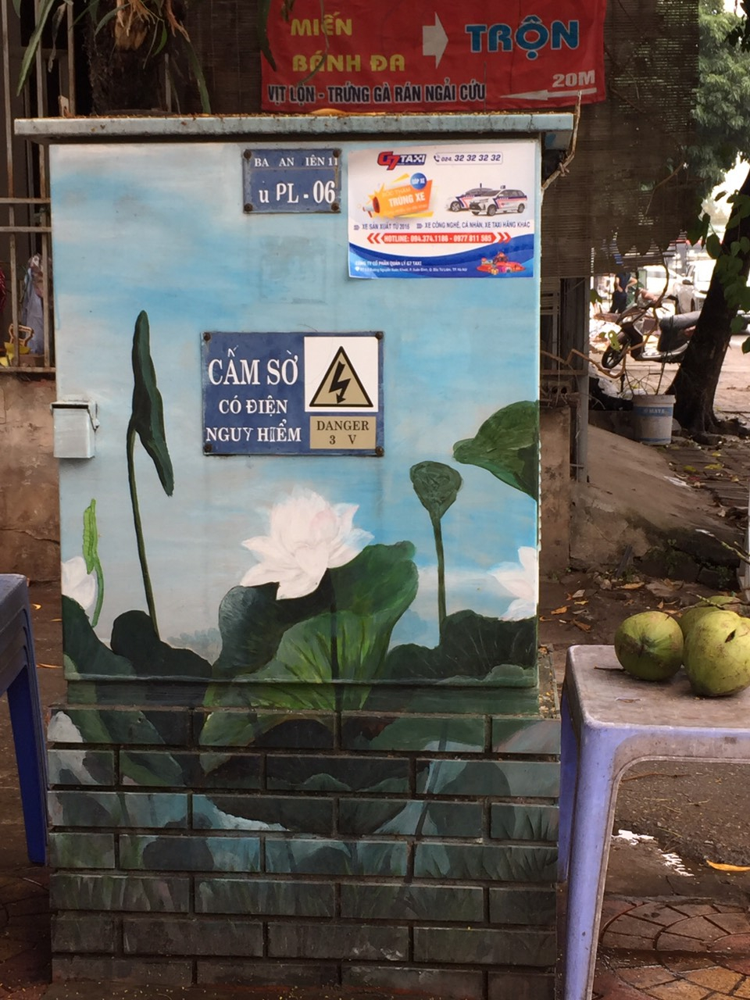 MIẾN
BÁNH ĐA
TRỘN
VỊT LỘN - TRỨNG GÀ RÁN NGẢI CỨU
20M
BA AN IÊN 11
ủ PL - 06
G7 TAXI
024. 32 32 32 32
GÓP XE
TRÚNG XE
XE SẢN XUẤT TỪ 2016
XE CÔNG NGHỆ, CÁ NHÂN, XE TAXI HÃNG KHÁC
HOTLINE: 094.374.1186 - 0977 811 585
CÔNG TY CỔ PHẦN QUẢN LÝ G7 TAXI
CẤM SỜ
CÓ ĐIỆN
NGUY HIỂM
DANGER
3 V